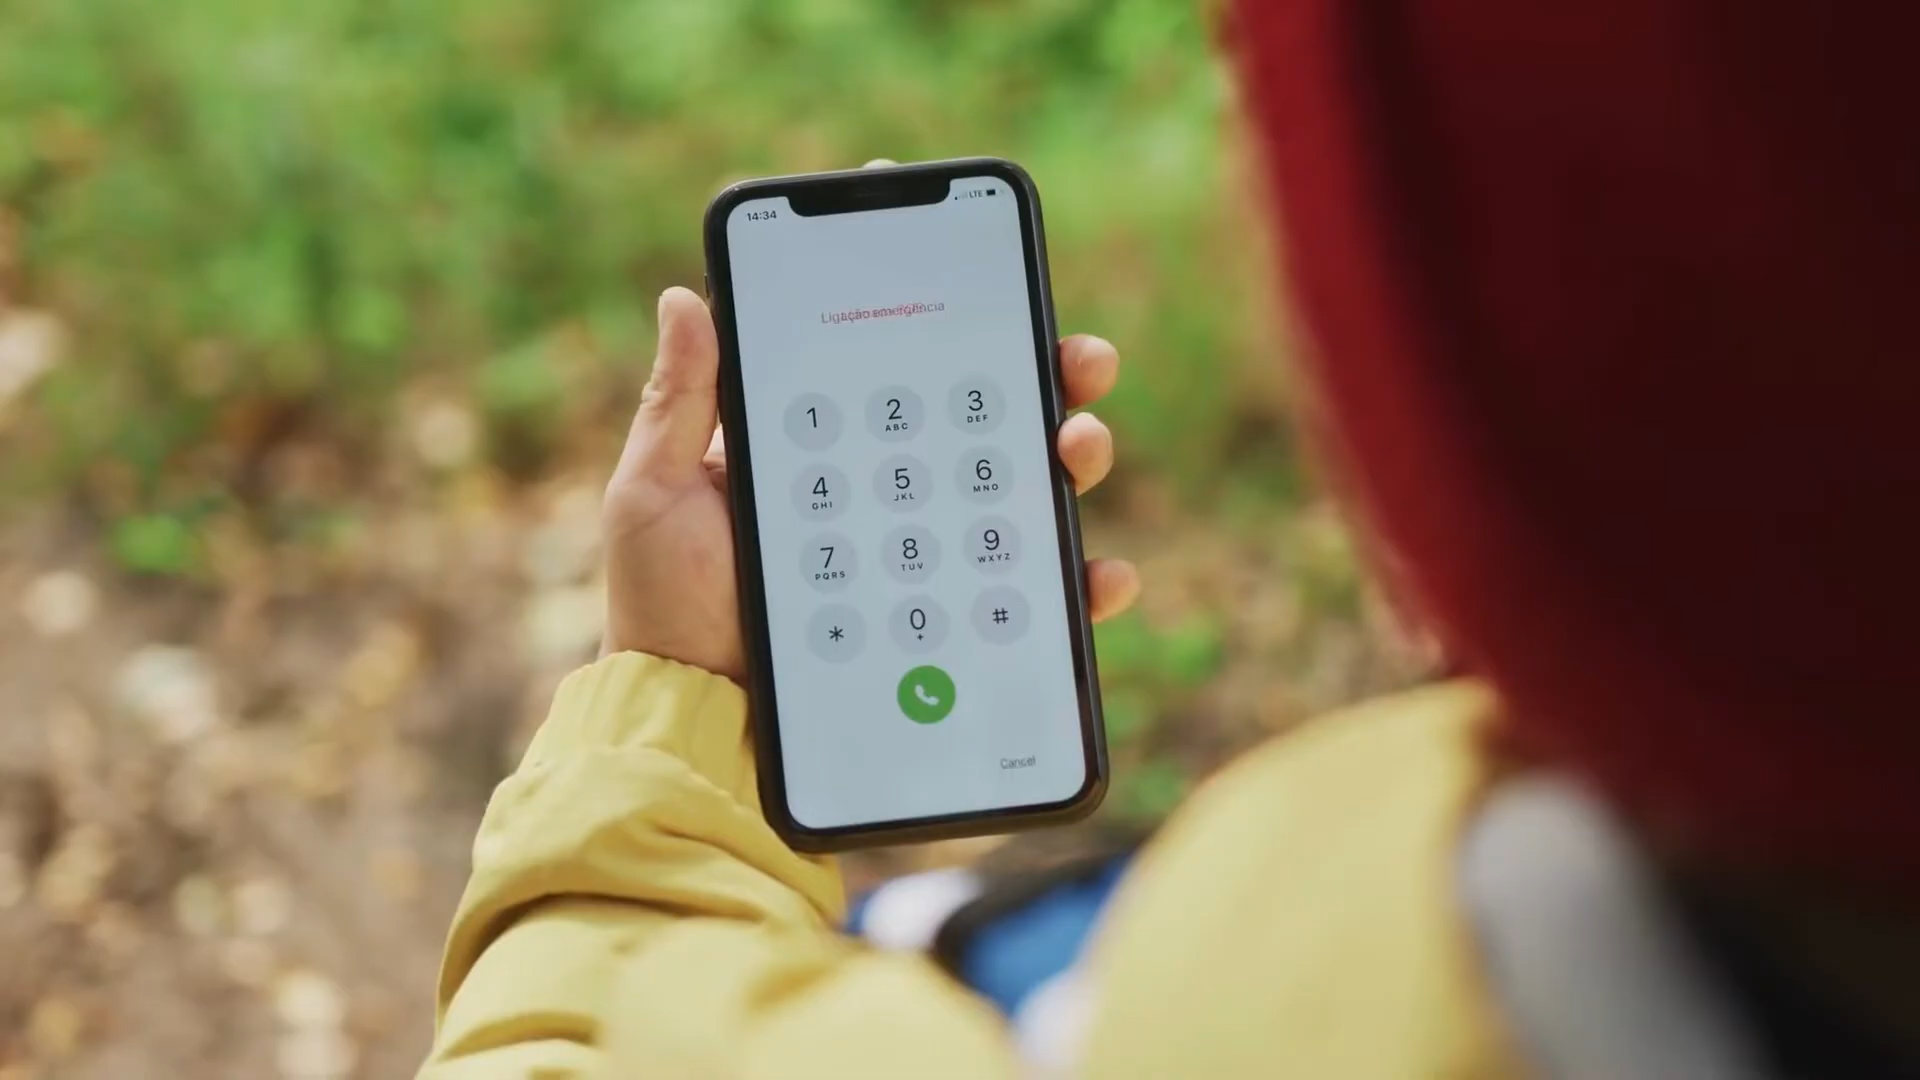 14:34 LTE
1 2 3
ABC DEF
4 5 6
GHI JKL MNO
7 8 9
PQRS TUV WXYZ
* 0 #
+
Cancel